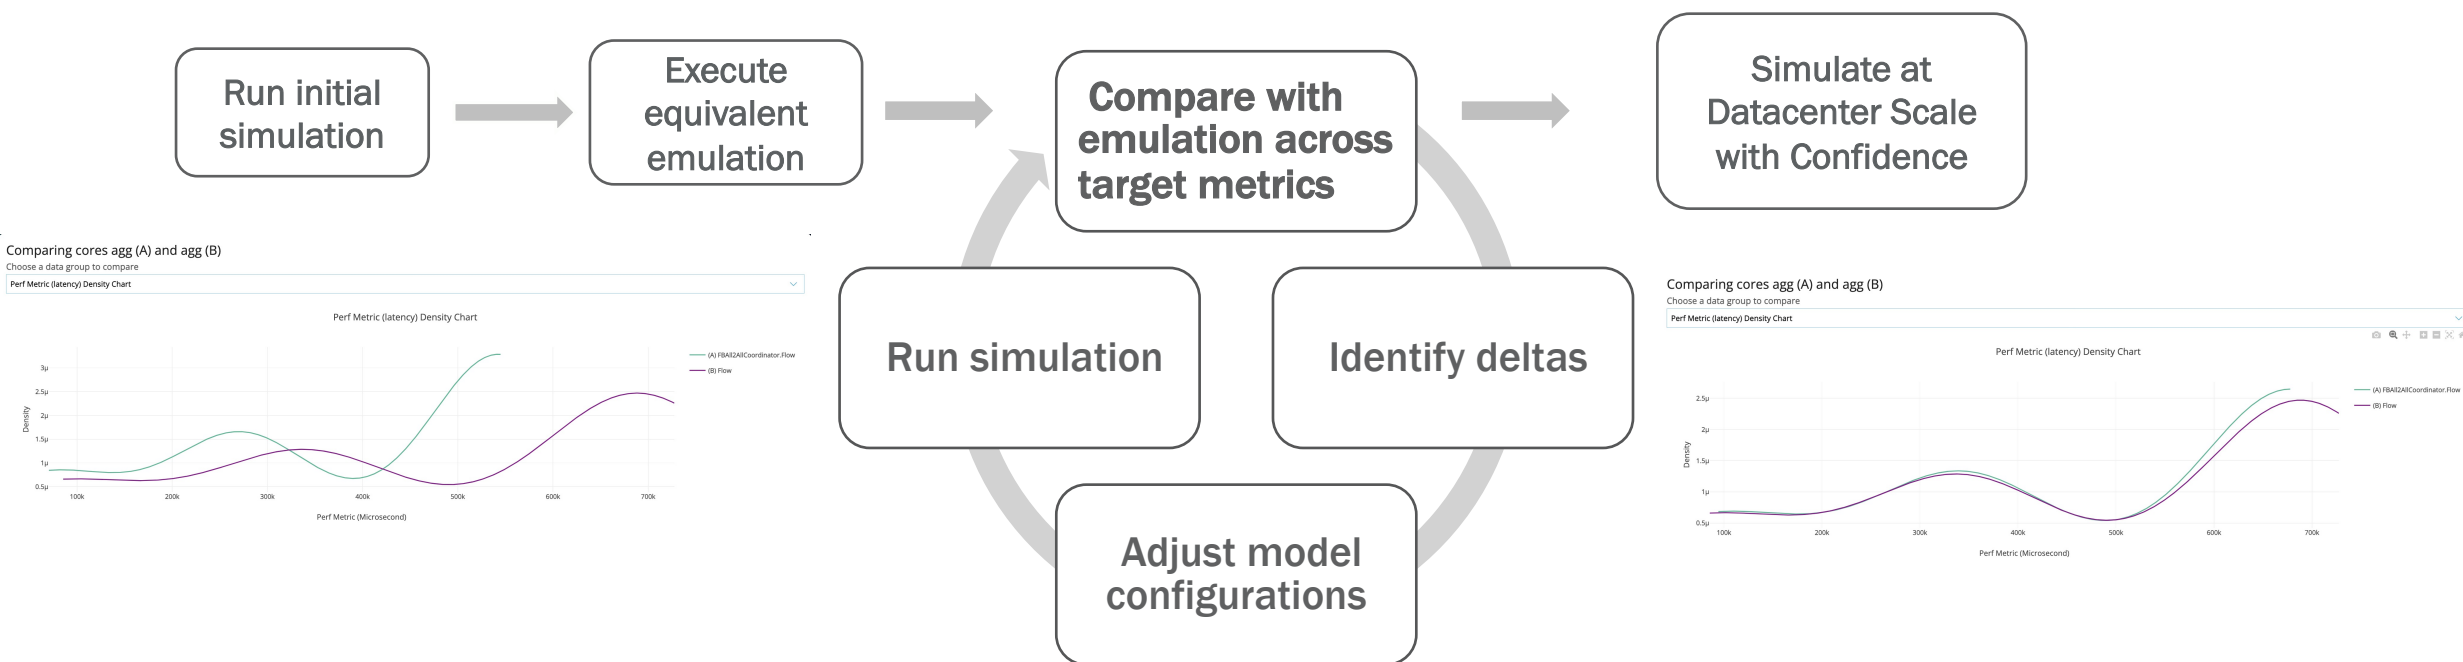 Run initial
simulation
Execute
equivalent
emulation
Compare with
emulation across
target metrics
Simulate at
Datacenter Scale
with Confidence
Run simulation
Identify deltas
Adjust model
configurations
Comparing cores agg (A) and agg (B)
Choose a data group to compare
Perf Metric (latency) Density Chart
Perf Metric (latency) Density Chart
(A) FBAll2AllCoordinator.Flow
(B) Flow
Density
3μ
2.5μ
2μ
1.5μ
1μ
0.5μ
100k 200k 300k 400k 500k 600k 700k
Perf Metric (Microsecond)
Comparing cores agg (A) and agg (B)
Choose a data group to compare
Perf Metric (latency) Density Chart
Perf Metric (latency) Density Chart
(A) FBAll2AllCoordinator.Flow
(B) Flow
Density
2.5μ
2μ
1.5μ
1μ
0.5μ
100k 200k 300k 400k 500k 600k 700k
Perf Metric (Microsecond)